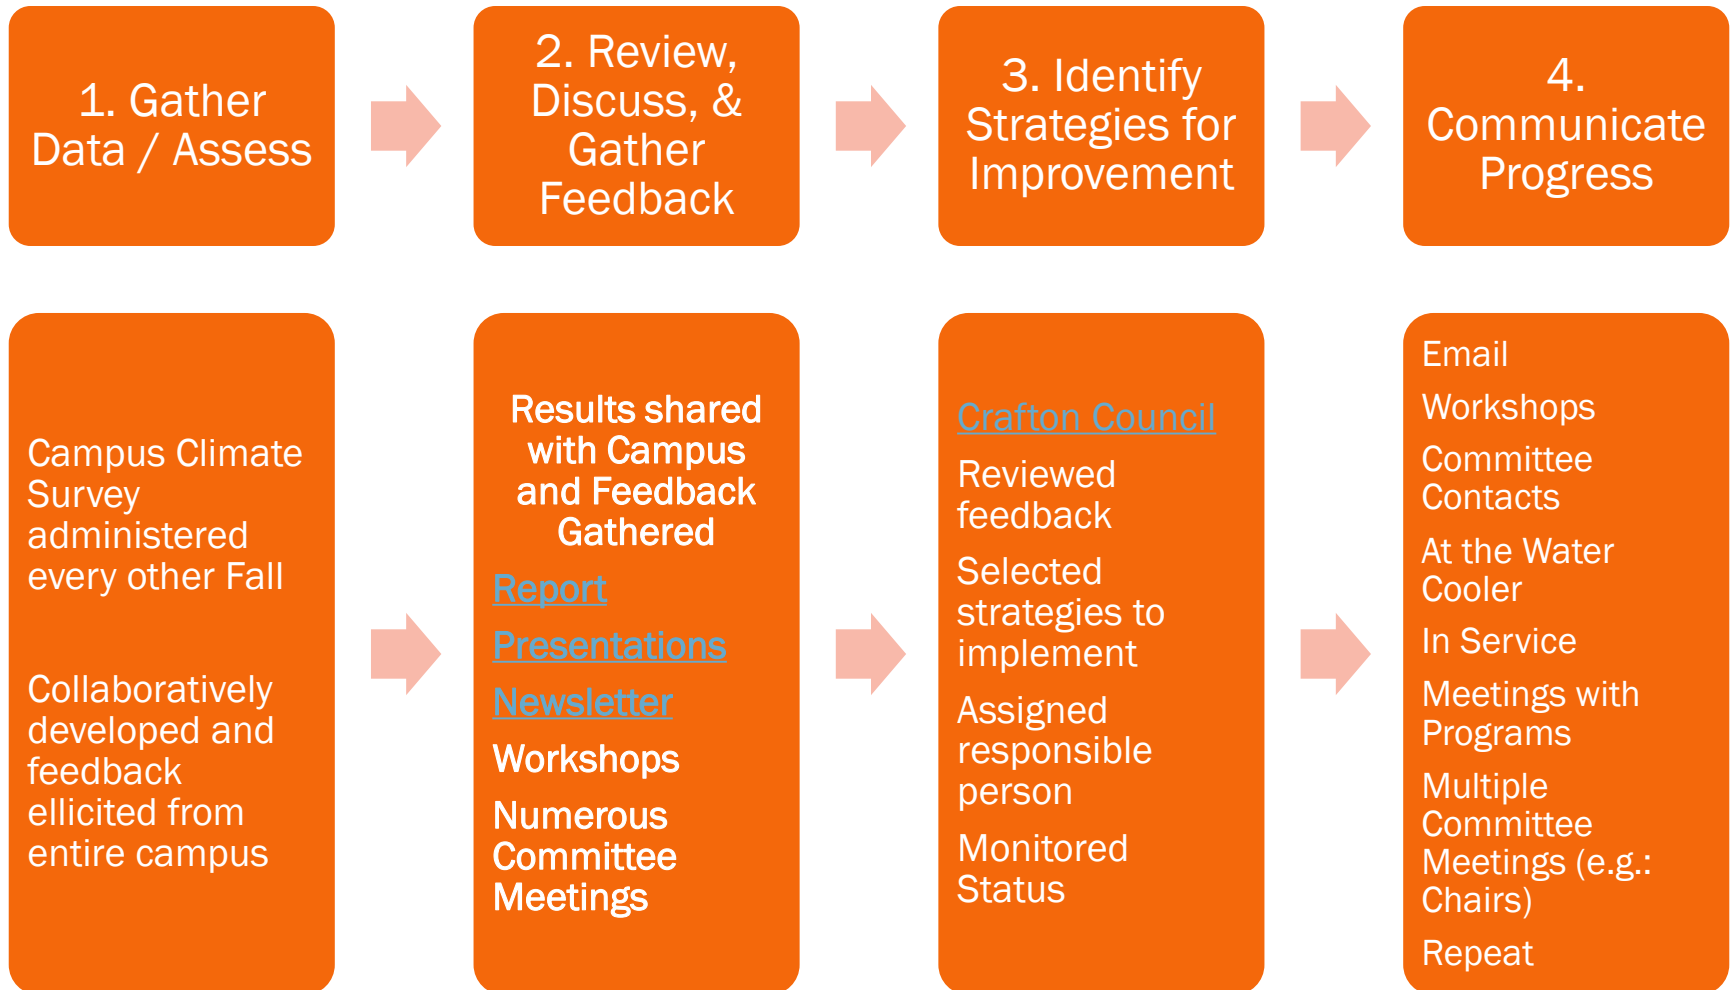 1. Gather
Data / Assess
2. Review,
Discuss, &
Gather
Feedback
3. Identify
Strategies for
Improvement
4.
Communicate
Progress
Campus Climate
Survey
administered
every other Fall
Collaboratively
developed and
feedback
ellicited from
entire campus
Results shared
with Campus
and Feedback
Gathered
Report
Presentations
Newsletter
Workshops
Numerous
Committee
Meetings
Crafton Council
Reviewed
feedback
Selected
strategies to
implement
Assigned
responsible
person
Monitored
Status
Email
Workshops
Committee
Contacts
At the Water
Cooler
In Service
Meetings with
Programs
Multiple
Committee
Meetings (e.g.:
Chairs)
Repeat